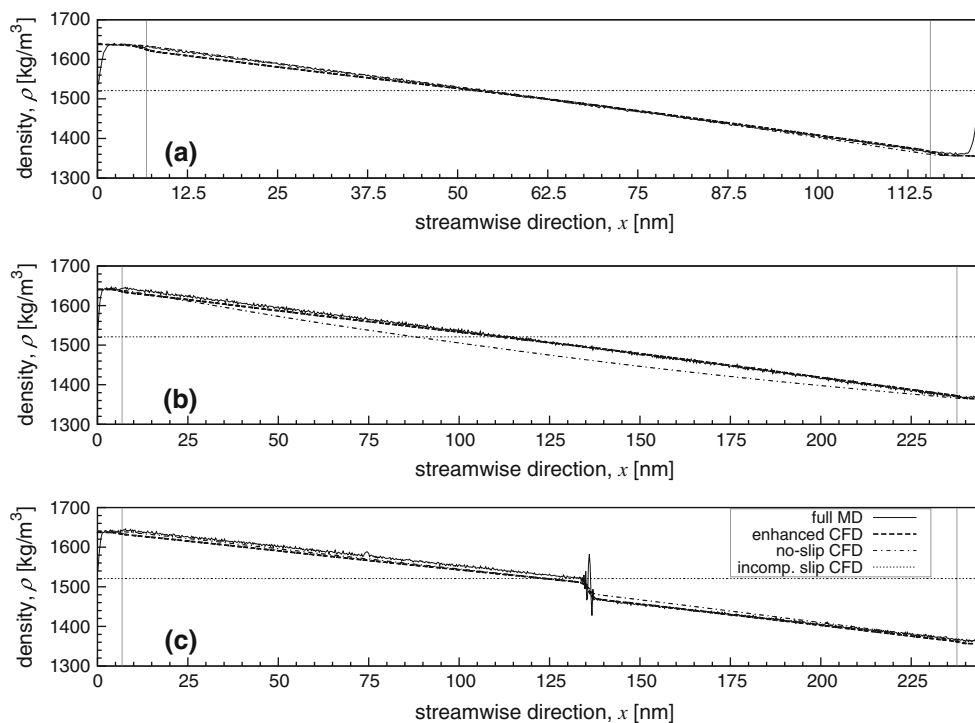 1700
1600
1500
1400
1300
density, ρ [kg/m³]
(a)
0 12.5 25 37.5 50 62.5 75 87.5 100 112.5
streamwise direction, x [nm]
1700
1600
1500
1400
1300
density, ρ [kg/m³]
(b)
0 25 50 75 100 125 150 175 200 225
streamwise direction, x [nm]
1700
1600
1500
1400
1300
density, ρ [kg/m³]
full MD
enhanced CFD
no-slip CFD
incomp. slip CFD
(c)
0 25 50 75 100 125 150 175 200 225
streamwise direction, x [nm]